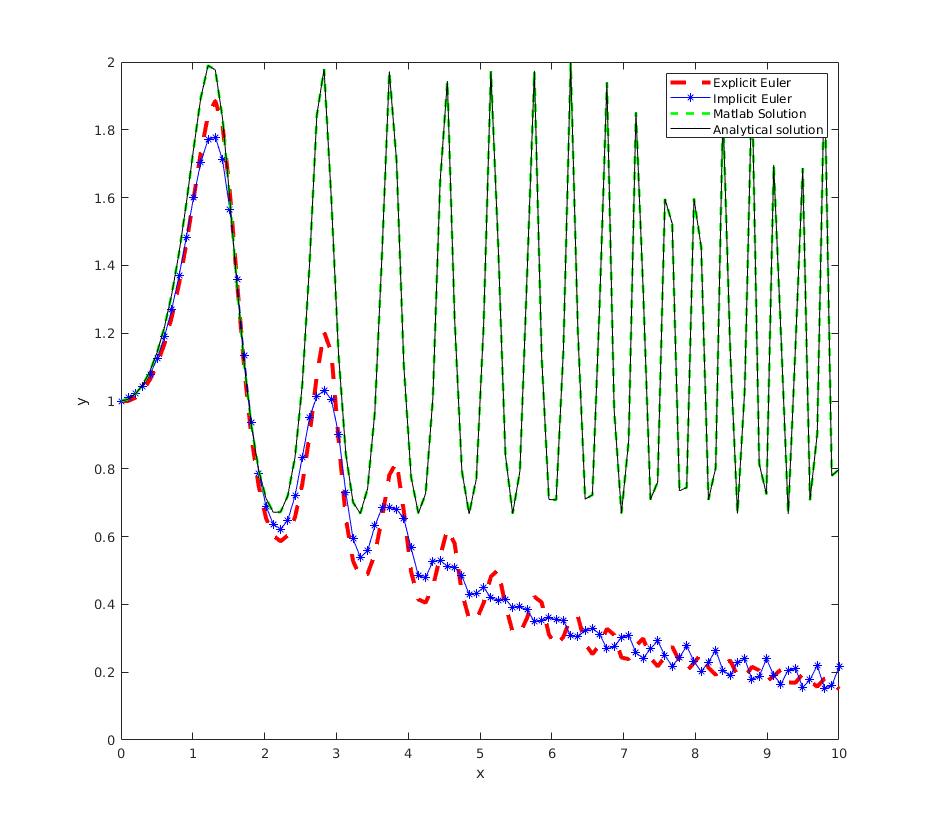 2
1.8
1.6
1.4
1.2
1
0.8
0.6
0.4
0.2
0
y
Explicit Euler
Implicit Euler
Matlab Solution
Analytical solution
0 1 2 3 4 5 6 7 8 9 10
x